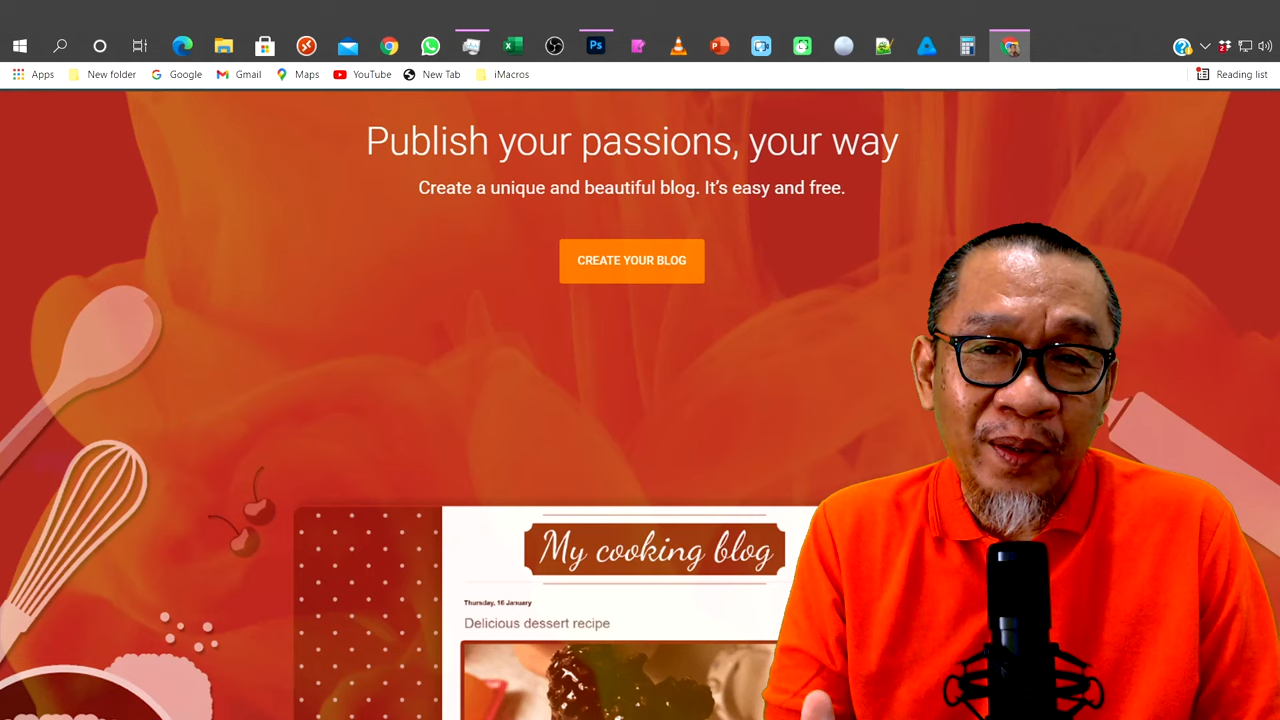 Apps New folder Google Gmail Maps YouTube New Tab iMacros Reading list
Publish your passions, your way
Create a unique and beautiful blog. It's easy and free.
CREATE YOUR BLOG
My cooking blog
Thursday, 16 January
Delicious dessert recipe